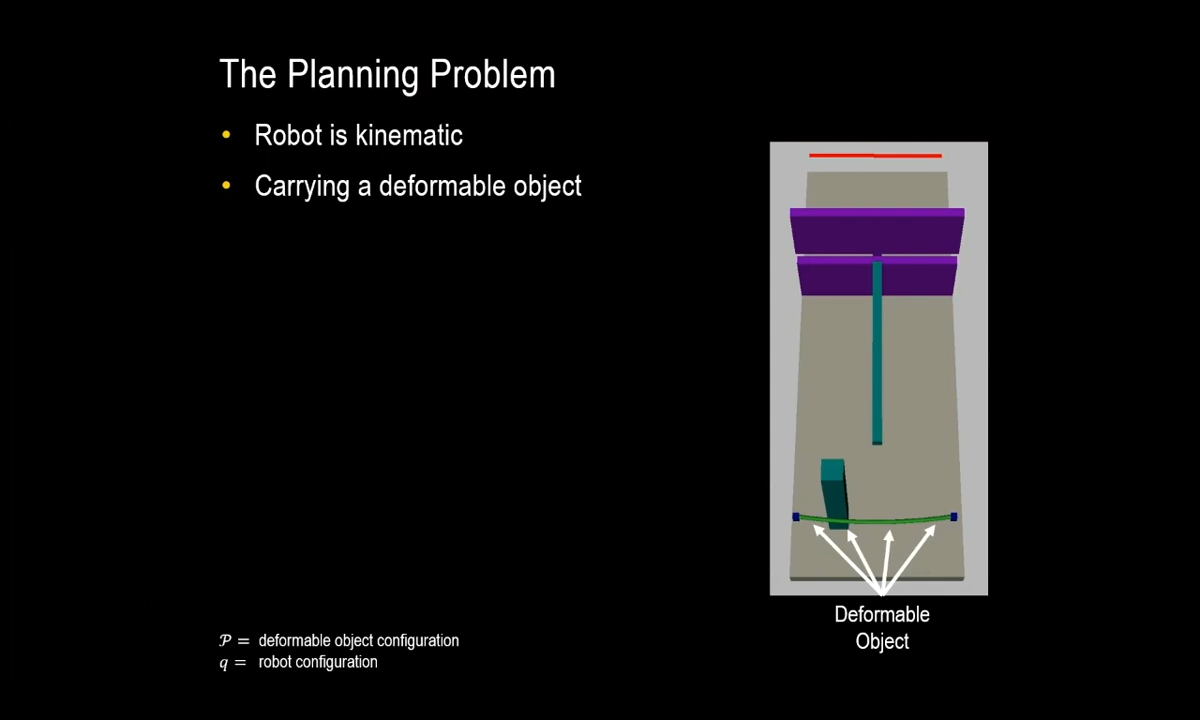 The Planning Problem
• Robot is kinematic
• Carrying a deformable object
Deformable
Object
𝒫 = deformable object configuration
q = robot configuration